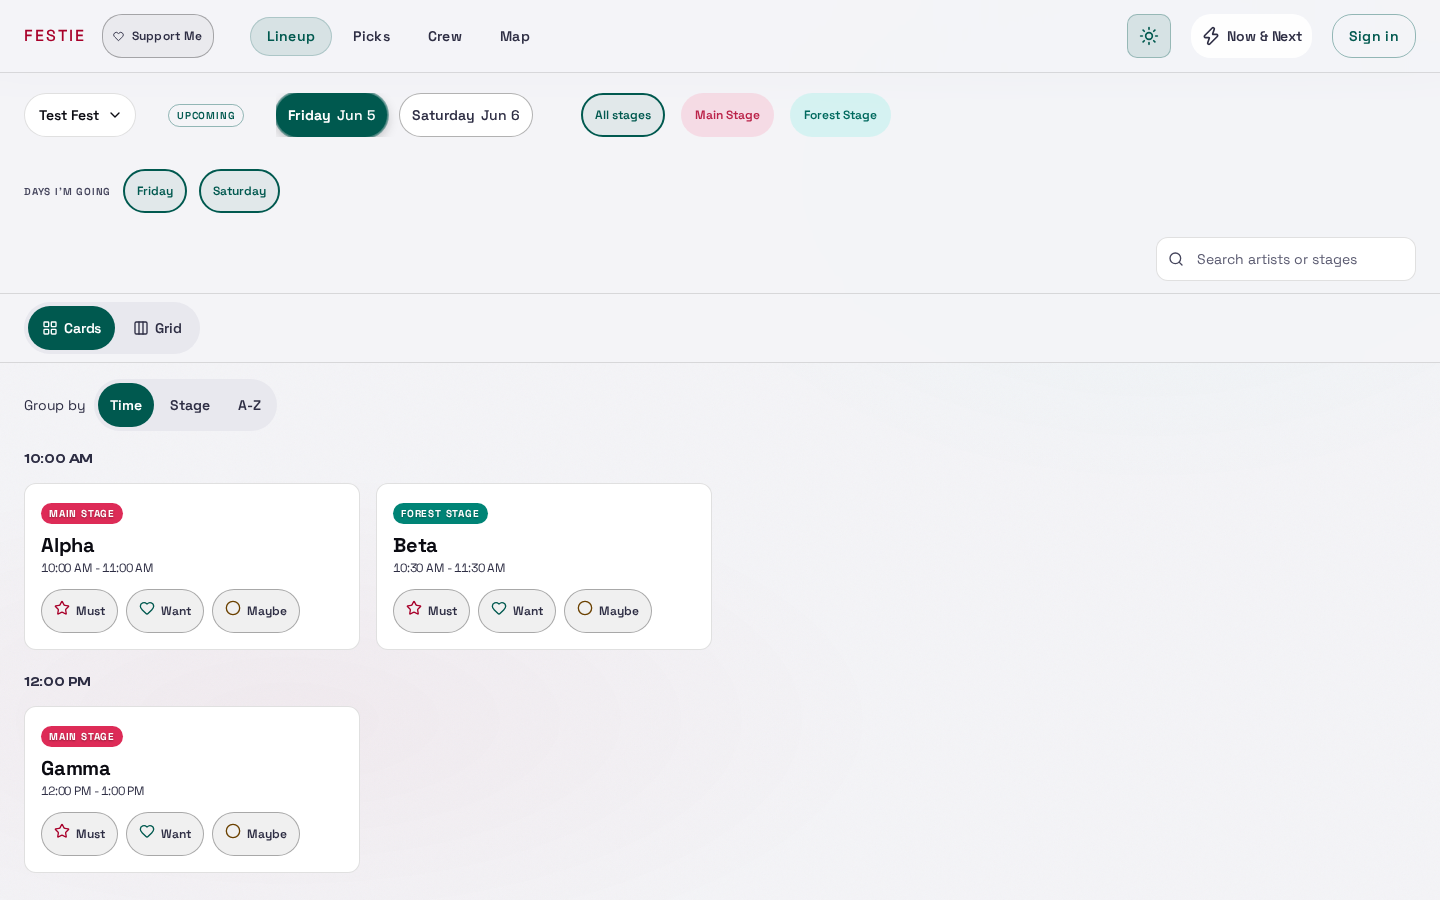 FESTIE Support Me Lineup Picks Crew Map Now & Next Sign in
Test Fest UPCOMING Friday Jun 5 Saturday Jun 6 All stages Main Stage Forest Stage
DAYS I'M GOING Friday Saturday
Search artists or stages
Cards Grid
Group by Time Stage A-Z
10:00 AM
MAIN STAGE
Alpha
10:00 AM - 11:00 AM
Must Want Maybe
FOREST STAGE
Beta
10:30 AM - 11:30 AM
Must Want Maybe
12:00 PM
MAIN STAGE
Gamma
12:00 PM - 1:00 PM
Must Want Maybe